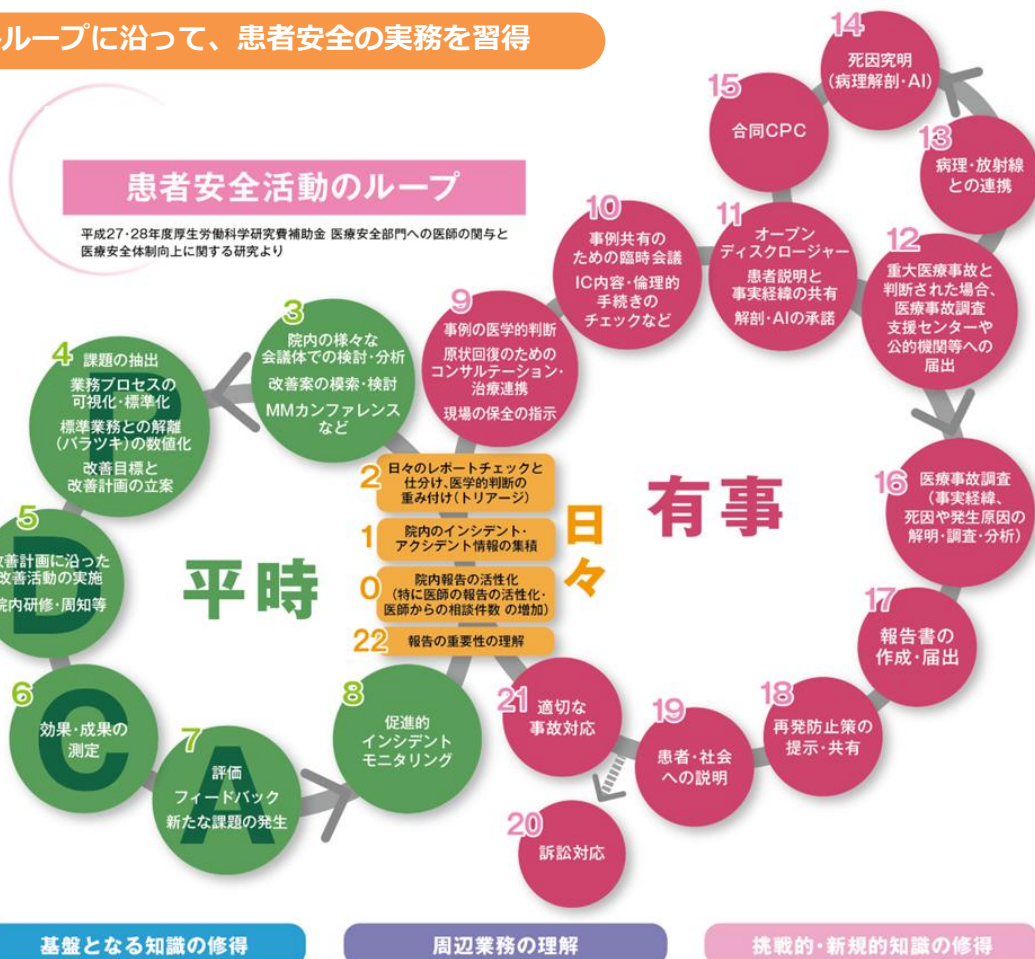 ループに沿って、患者安全の実務を習得
患者安全活動のループ
平成27・28年度厚生労働科学研究費補助金 医療安全部門への医師の関与と
医療安全体制向上に関する研究より
平時
日々
有事
0
院内報告の活性化
(特に医師の報告の活性化・
医師からの相談件数 の増加)
1
院内のインシデント・
アクシデント情報の集積
2
日々のレポートチェックと
仕分け、医学的判断の
重み付け(トリアージ)
3
院内の様々な
会議体での検討・分析
改善案の模索・検討
MMカンファレンス
など
4
P
課題の抽出
業務プロセスの
可視化・標準化
標準業務との解離
(バラツキ)の数値化
改善目標と
改善計画の立案
5
D
改善計画に沿った
改善活動の実施
院内研修・周知等
6
C
効果・成果の
測定
7
A
評価
フィードバック
新たな課題の発生
8
促進的
インシデント
モニタリング
9
事例の医学的判断
原状回復のための
コンサルテーション・
治療連携
現場の保全の指示
10
事例共有の
ための臨時会議
IC内容・倫理的
手続きの
チェックなど
11
オープン
ディスクロージャー
患者説明と
事実経緯の共有
解剖・AIの承諾
12
重大医療事故と
判断された場合、
医療事故調査
支援センターや
公的機関等への
届出
13
病理・放射線
との連携
14
死因究明
(病理解剖・AI)
15
合同CPC
16
医療事故調査
(事実経緯、
死因や発生原因の
解明・調査・分析)
17
報告書の
作成・届出
18
再発防止策の
提示・共有
19
患者・社会
への説明
20
訴訟対応
21
適切な
事故対応
22
報告の重要性の理解
基盤となる知識の修得
周辺業務の理解
挑戦的・新規的知識の修得